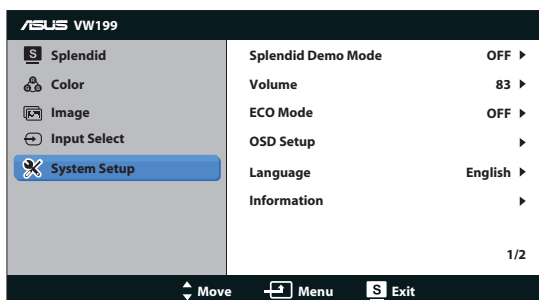 ASUS VW199
S Splendid
Color
Image
Input Select
System Setup
Splendid Demo Mode OFF
Volume 83
ECO Mode OFF
OSD Setup
Language English
Information
1/2
Move Menu S Exit